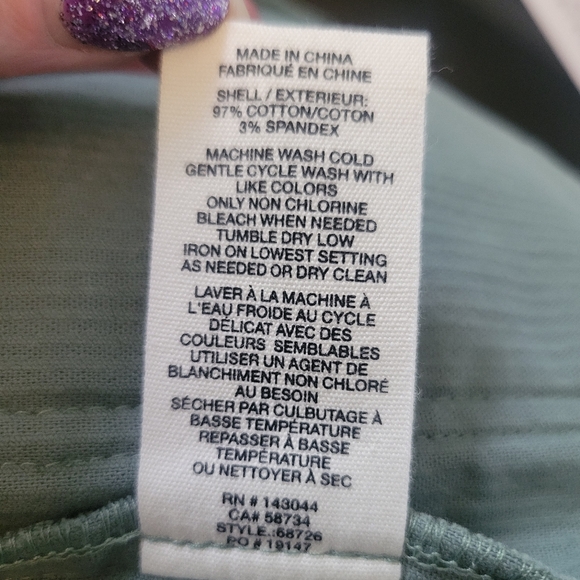 MADE IN CHINA
FABRIQUÉ EN CHINE
SHELL / EXTERIEUR:
97% COTTON/COTON
3% SPANDEX
MACHINE WASH COLD
GENTLE CYCLE WASH WITH
LIKE COLORS
ONLY NON CHLORINE
BLEACH WHEN NEEDED
TUMBLE DRY LOW
IRON ON LOWEST SETTING
AS NEEDED OR DRY CLEAN
LAVER À LA MACHINE À
L'EAU FROIDE AU CYCLE
DÉLICAT AVEC DES
COULEURS SEMBLABLES
UTILISER UN AGENT DE
BLANCHIMENT NON CHLORÉ
AU BESOIN
SÉCHER PAR CULBUTAGE À
BASSE TEMPÉRATURE
REPASSER À BASSE
TEMPÉRATURE
OU NETTOYER À SEC
RN # 143044
CA# 58734
STYLE.:58726
PO # 19147